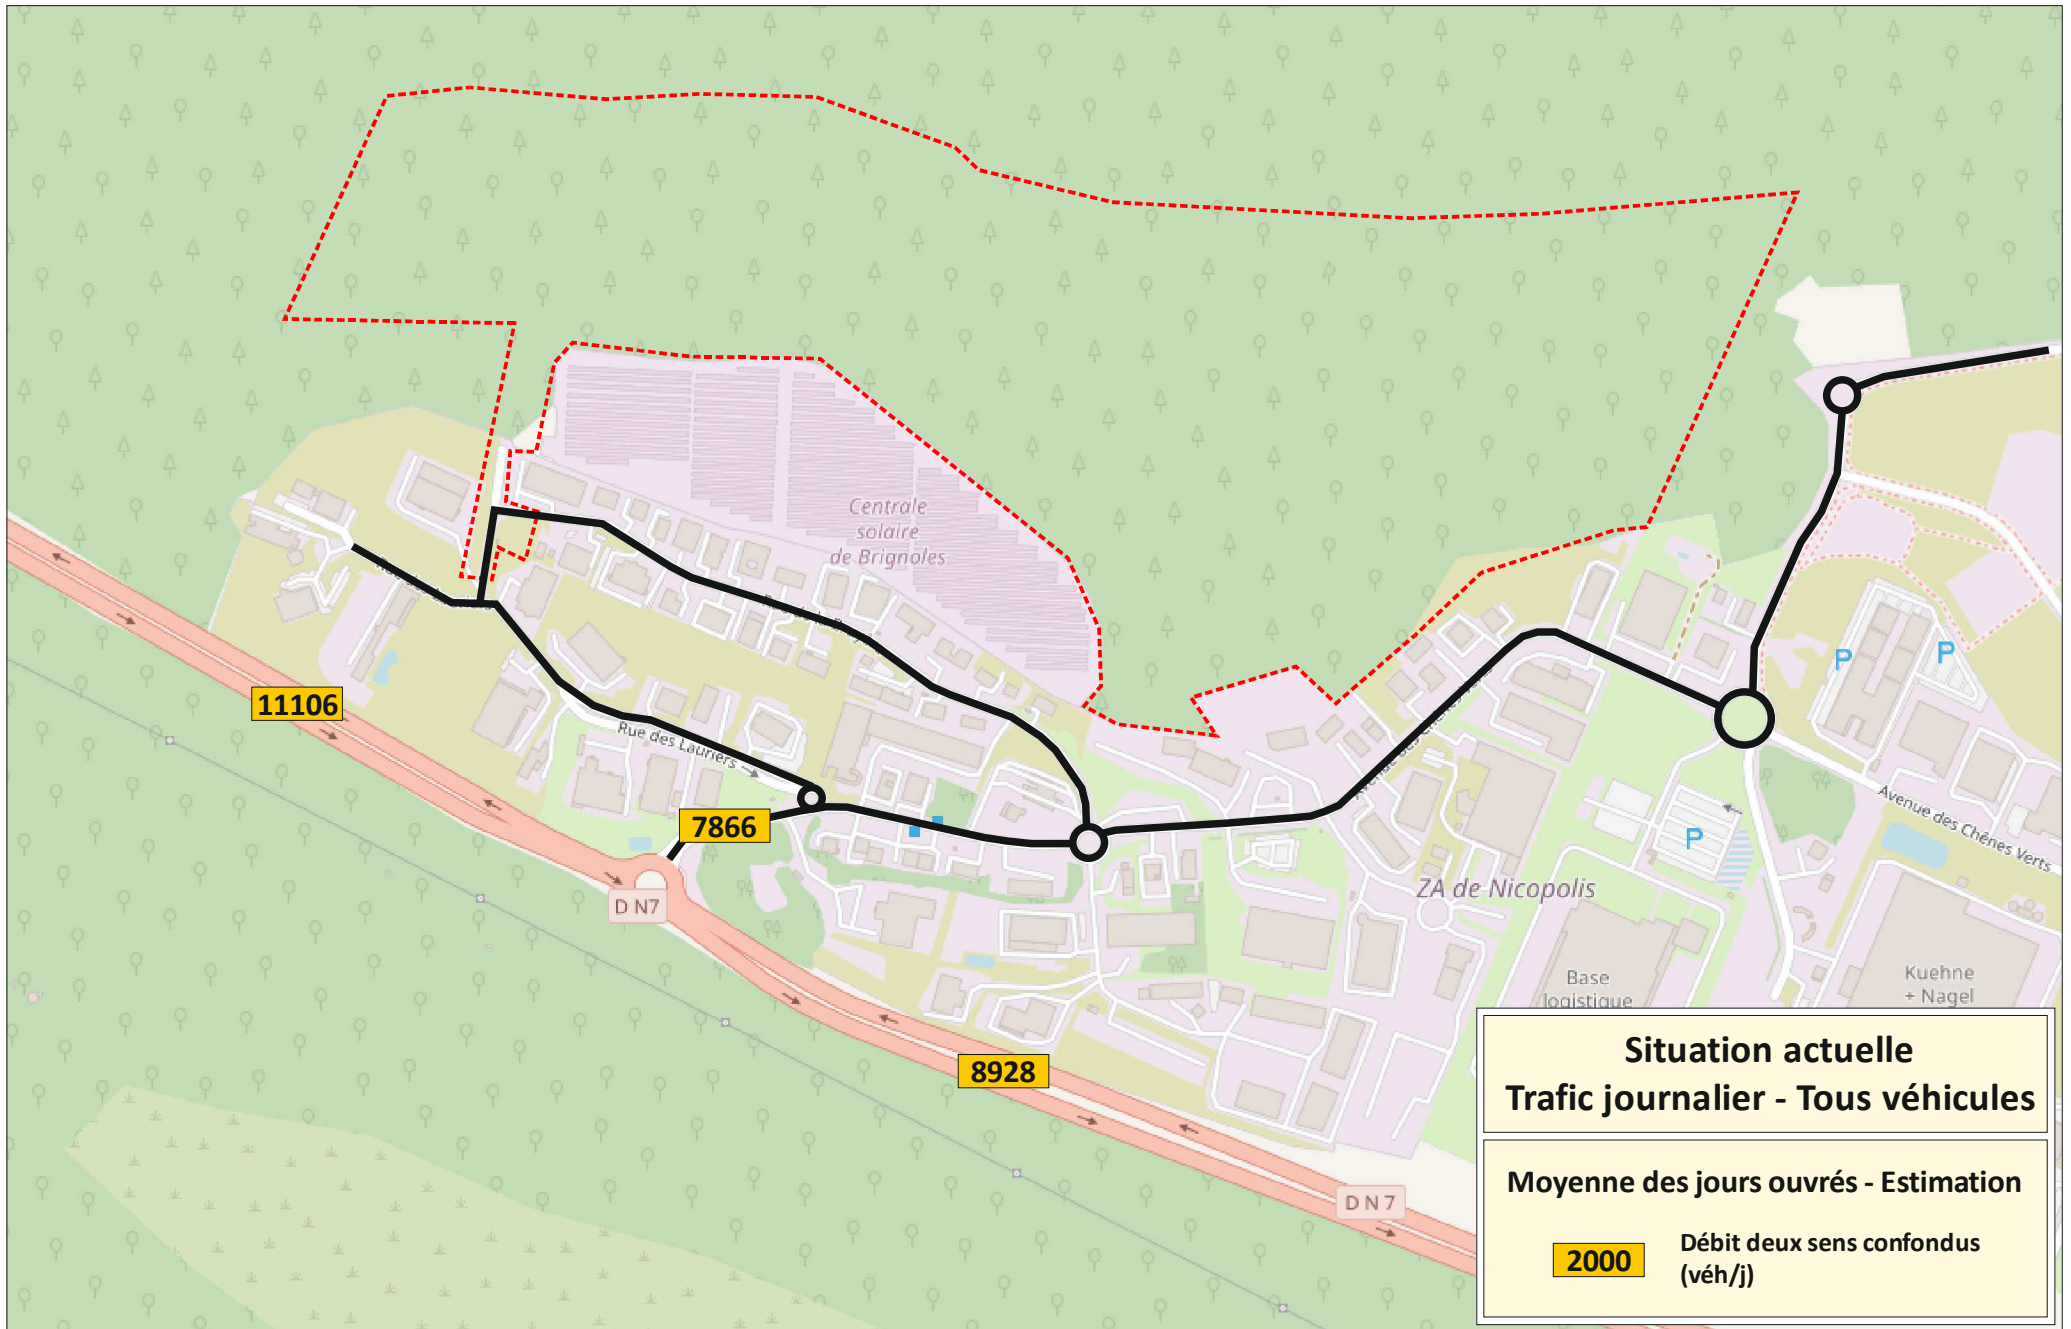 Centrale
solaire
de Brignoles
11106
Rue des Lauriers
7866
D N7
ZA de Nicopolis
P
P
P
Avenue des Chênes Verts
Base
logistique
Kuehne
+ Nagel
8928
D N 7
Situation actuelle
Trafic journalier - Tous véhicules
Moyenne des jours ouvrés - Estimation
2000
Débit deux sens confondus
(véh/j)